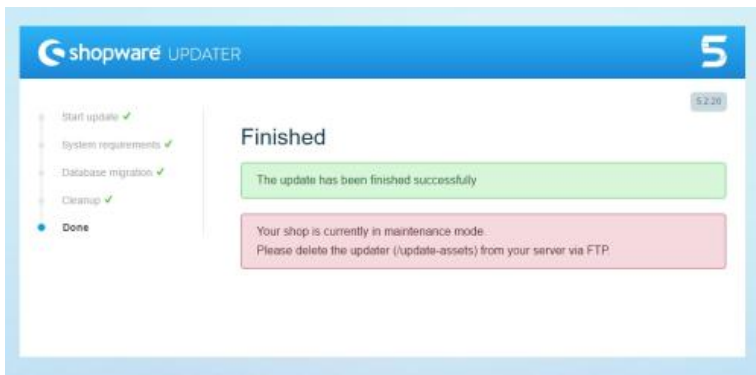 shopware UPDATER
5
5.2.20
Start update
System requirements
Database migration
Cleanup
Done
Finished
The update has been finished successfully
Your shop is currently in maintenance mode.
Please delete the updater (/update-assets) from your server via FTP.